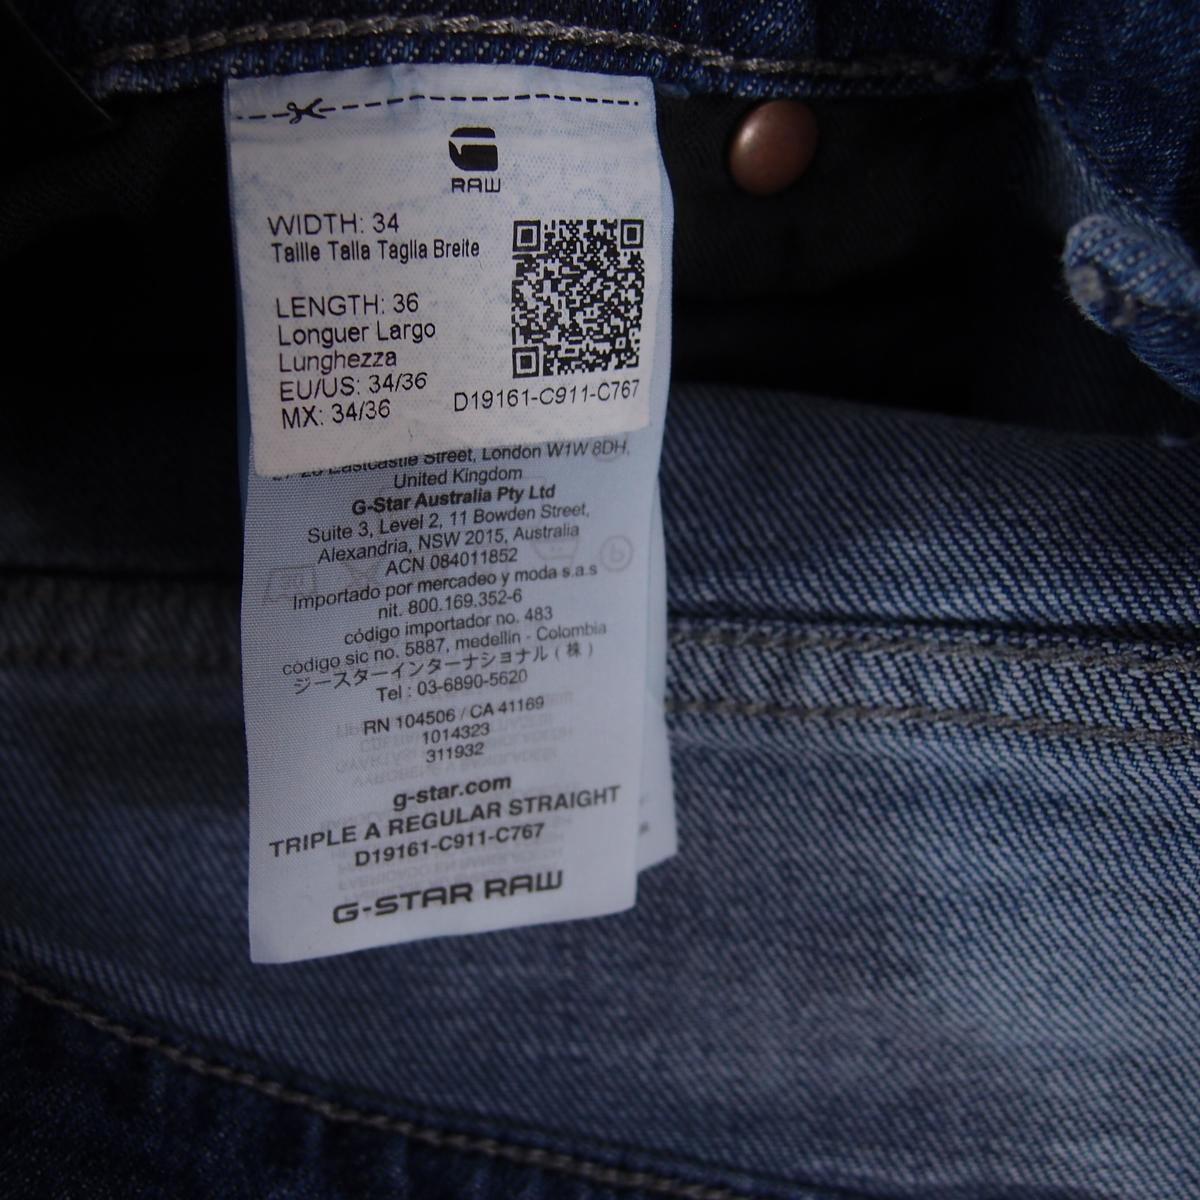 RAW
WIDTH: 34
Taille Talla Taglia Breite
LENGTH: 36
Longuer Largo
Lunghezza
EU/US: 34/36
MX: 34/36
D19161-C911-C767
Eastcastle Street, London W1W 8DH,
United Kingdom
G-Star Australia Pty Ltd
Suite 3, Level 2, 11 Bowden Street,
Alexandria, NSW 2015, Australia
ACN 084011852
Importado por mercadeo y moda s.a.s
nit. 800.169.352-6
código importador no. 483
código sic no. 5887, medellin - Colombia
ジースターインターナショナル（株）
Tel : 03-6890-5620
RN 104506 / CA 41169
1014323
311932
g-star.com
TRIPLE A REGULAR STRAIGHT
D19161-C911-C767
G-STAR RAW